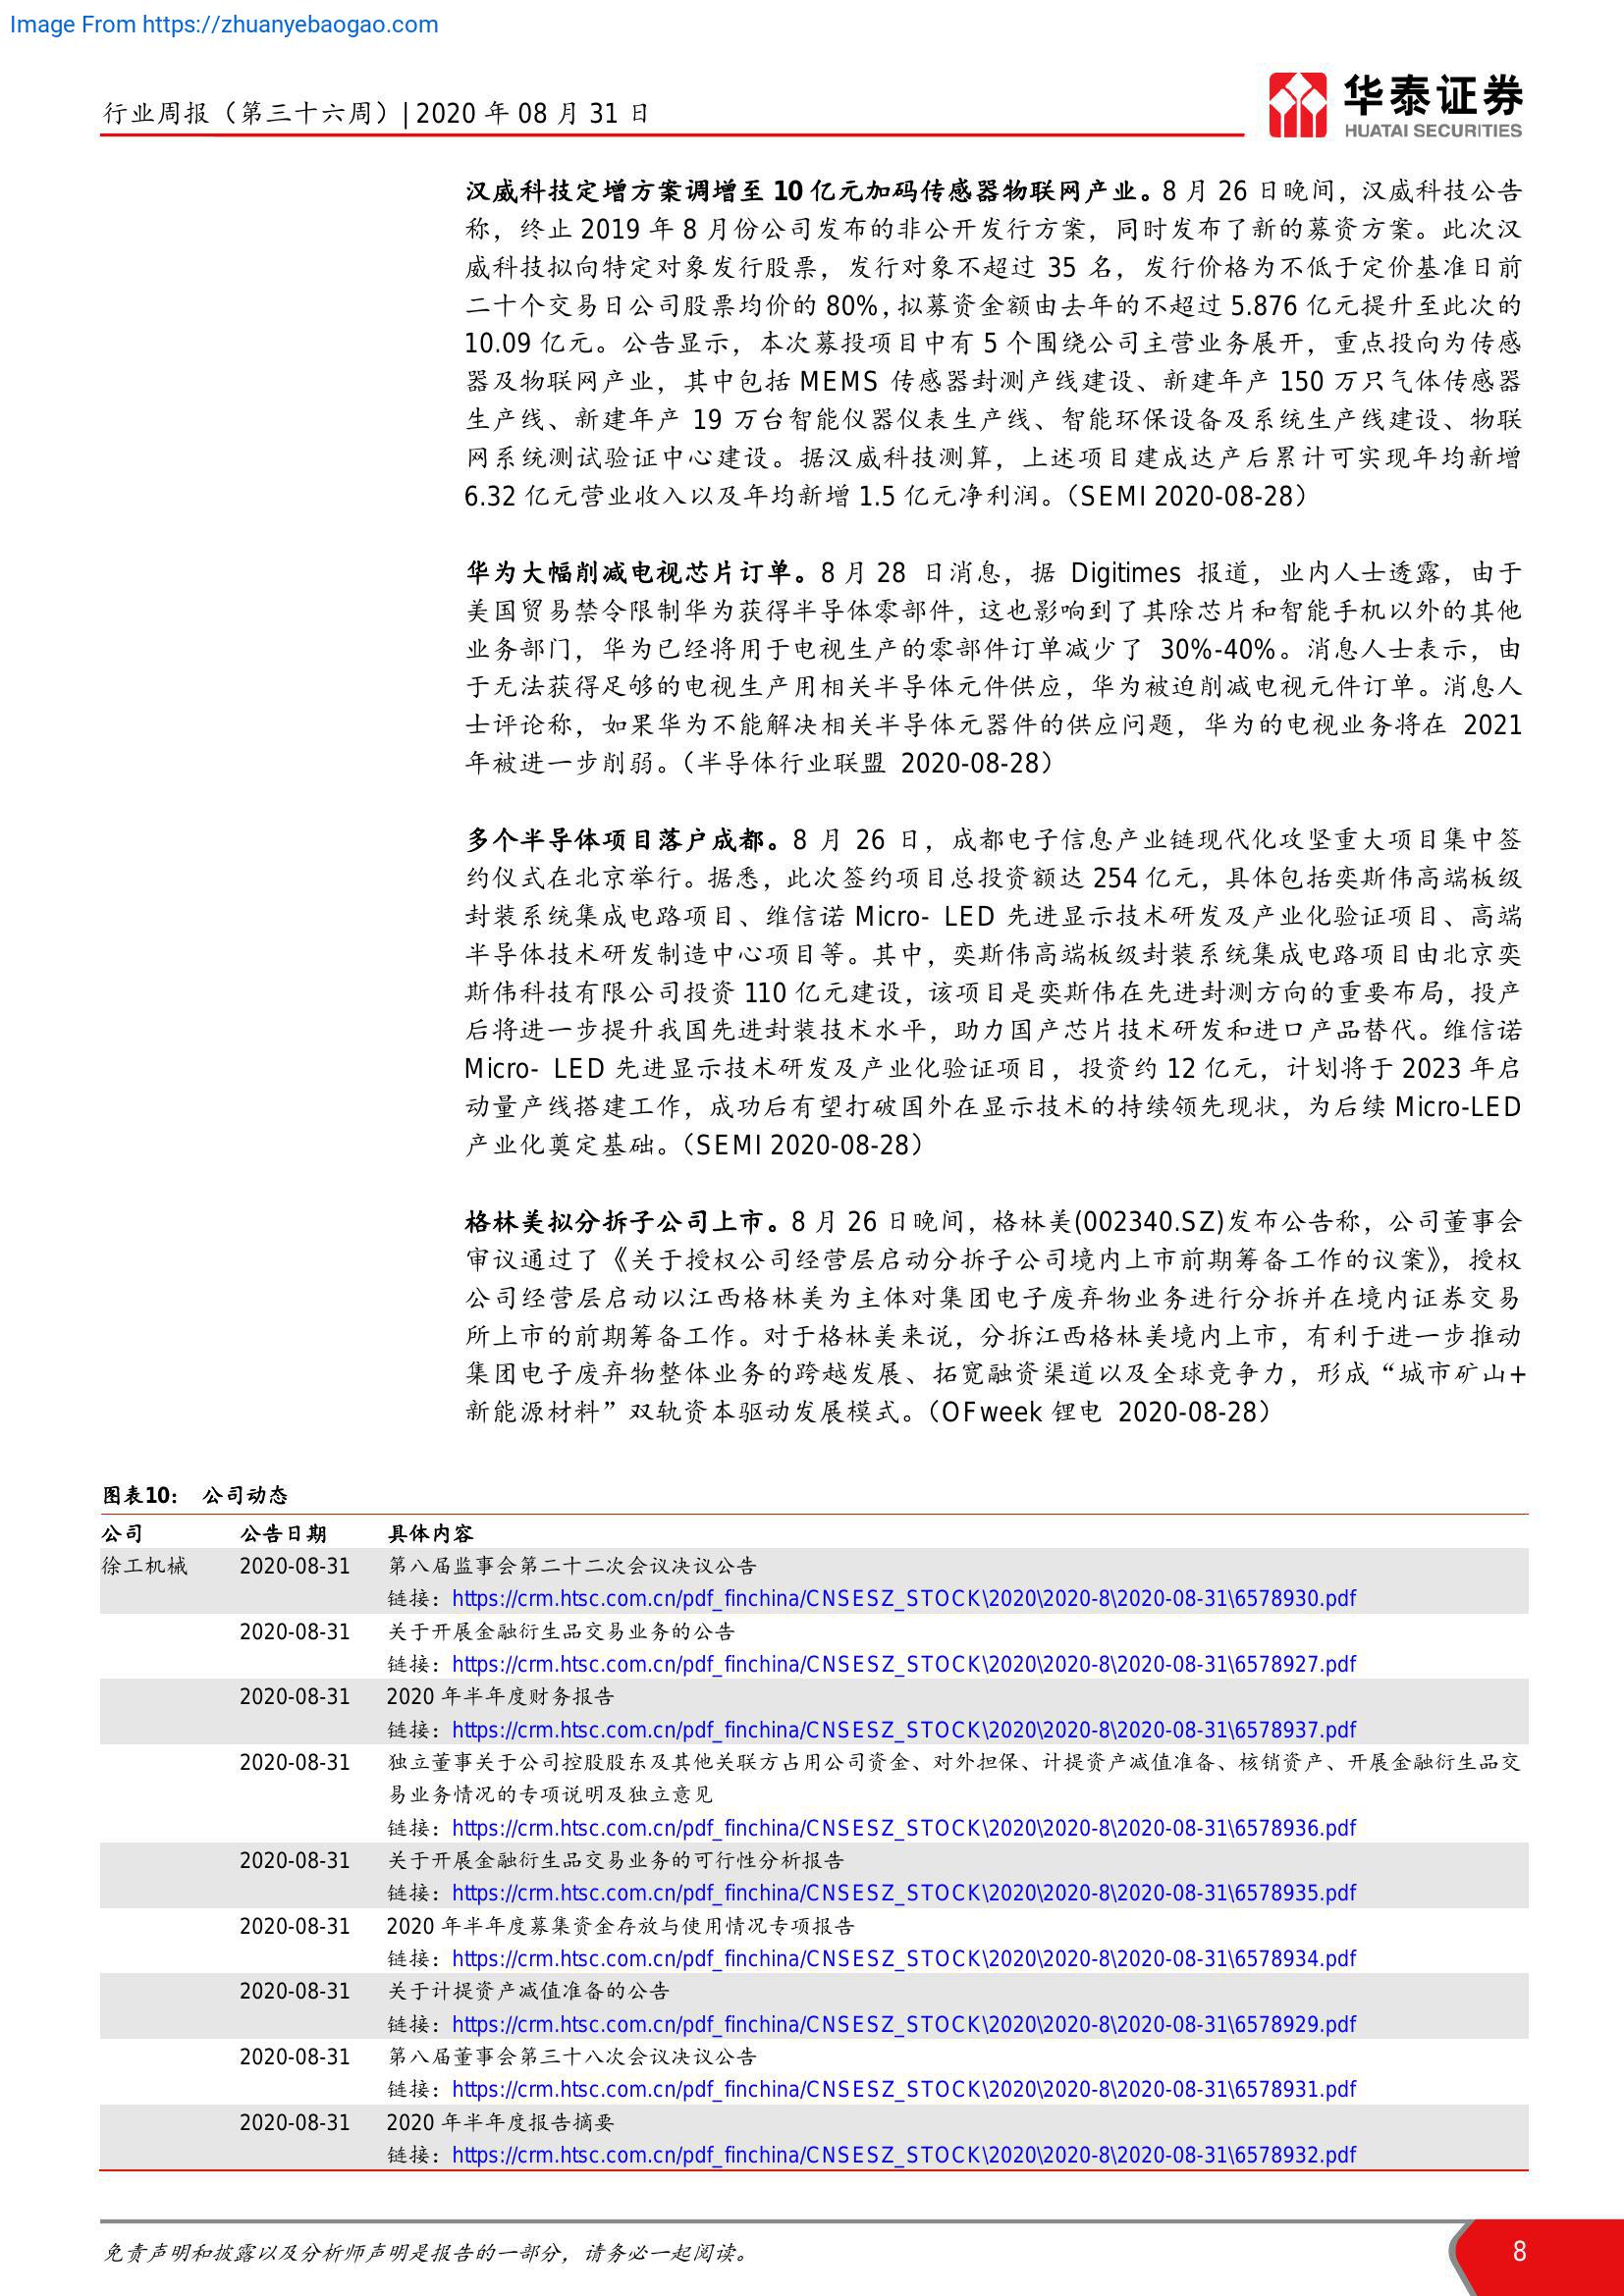 Image From https://zhuanyebaogao.com
行业周报（第三十六周）| 2020 年 08 月 31 日
华泰证券
HUATAI SECURITIES
汉威科技定增方案调增至 10 亿元加码传感器物联网产业。8 月 26 日晚间，汉威科技公告
称，终止 2019 年 8 月份公司发布的非公开发行方案，同时发布了新的募资方案。此次汉
威科技拟向特定对象发行股票，发行对象不超过 35 名，发行价格为不低于定价基准日前
二十个交易日公司股票均价的 80%，拟募资金额由去年的不超过 5.876 亿元提升至此次的
10.09 亿元。公告显示，本次募投项目中有 5 个围绕公司主营业务展开，重点投向为传感
器及物联网产业，其中包括 MEMS 传感器封测产线建设、新建年产 150 万只气体传感器
生产线、新建年产 19 万台智能仪器仪表生产线、智能环保设备及系统生产线建设、物联
网系统测试验证中心建设。据汉威科技测算，上述项目建成达产后累计可实现年均新增
6.32 亿元营业收入以及年均新增 1.5 亿元净利润。（SEMI 2020-08-28）
华为大幅削减电视芯片订单。8 月 28 日消息，据 Digitimes 报道，业内人士透露，由于
美国贸易禁令限制华为获得半导体零部件，这也影响到了其除芯片和智能手机以外的其他
业务部门，华为已经将用于电视生产的零部件订单减少了 30%-40%。消息人士表示，由
于无法获得足够的电视生产用相关半导体元件供应，华为被迫削减电视元件订单。消息人
士评论称，如果华为不能解决相关半导体元器件的供应问题，华为的电视业务将在 2021
年被进一步削弱。（半导体行业联盟 2020-08-28）
多个半导体项目落户成都。8 月 26 日，成都电子信息产业链现代化攻坚重大项目集中签
约仪式在北京举行。据悉，此次签约项目总投资额达 254 亿元，具体包括奕斯伟高端板级
封装系统集成电路项目、维信诺 Micro- LED 先进显示技术研发及产业化验证项目、高端
半导体技术研发制造中心项目等。其中，奕斯伟高端板级封装系统集成电路项目由北京奕
斯伟科技有限公司投资 110 亿元建设，该项目是奕斯伟在先进封测方向的重要布局，投产
后将进一步提升我国先进封装技术水平，助力国产芯片技术研发和进口产品替代。维信诺
Micro- LED 先进显示技术研发及产业化验证项目，投资约 12 亿元，计划将于 2023 年启
动量产线搭建工作，成功后有望打破国外在显示技术的持续领先现状，为后续 Micro-LED
产业化奠定基础。（SEMI 2020-08-28）
格林美拟分拆子公司上市。8 月 26 日晚间，格林美(002340.SZ)发布公告称，公司董事会
审议通过了《关于授权公司经营层启动分拆子公司境内上市前期筹备工作的议案》，授权
公司经营层启动以江西格林美为主体对集团电子废弃物业务进行分拆并在境内证券交易
所上市的前期筹备工作。对于格林美来说，分拆江西格林美境内上市，有利于进一步推动
集团电子废弃物整体业务的跨越发展、拓宽融资渠道以及全球竞争力，形成“城市矿山+
新能源材料”双轨资本驱动发展模式。（OFweek 锂电 2020-08-28）
图表10： 公司动态
公司 公告日期 具体内容
徐工机械 2020-08-31 第八届监事会第二十二次会议决议公告
链接：https://crm.htsc.com.cn/pdf_finchina/CNSESZ_STOCK\2020\2020-8\2020-08-31\6578930.pdf
2020-08-31 关于开展金融衍生品交易业务的公告
链接：https://crm.htsc.com.cn/pdf_finchina/CNSESZ_STOCK\2020\2020-8\2020-08-31\6578927.pdf
2020-08-31 2020 年半年度财务报告
链接：https://crm.htsc.com.cn/pdf_finchina/CNSESZ_STOCK\2020\2020-8\2020-08-31\6578937.pdf
2020-08-31 独立董事关于公司控股股东及其他关联方占用公司资金、对外担保、计提资产减值准备、核销资产、开展金融衍生品交
易业务情况的专项说明及独立意见
链接：https://crm.htsc.com.cn/pdf_finchina/CNSESZ_STOCK\2020\2020-8\2020-08-31\6578936.pdf
2020-08-31 关于开展金融衍生品交易业务的可行性分析报告
链接：https://crm.htsc.com.cn/pdf_finchina/CNSESZ_STOCK\2020\2020-8\2020-08-31\6578935.pdf
2020-08-31 2020 年半年度募集资金存放与使用情况专项报告
链接：https://crm.htsc.com.cn/pdf_finchina/CNSESZ_STOCK\2020\2020-8\2020-08-31\6578934.pdf
2020-08-31 关于计提资产减值准备的公告
链接：https://crm.htsc.com.cn/pdf_finchina/CNSESZ_STOCK\2020\2020-8\2020-08-31\6578929.pdf
2020-08-31 第八届董事会第三十八次会议决议公告
链接：https://crm.htsc.com.cn/pdf_finchina/CNSESZ_STOCK\2020\2020-8\2020-08-31\6578931.pdf
2020-08-31 2020 年半年度报告摘要
链接：https://crm.htsc.com.cn/pdf_finchina/CNSESZ_STOCK\2020\2020-8\2020-08-31\6578932.pdf
免责声明和披露以及分析师声明是报告的一部分，请务必一起阅读。
8